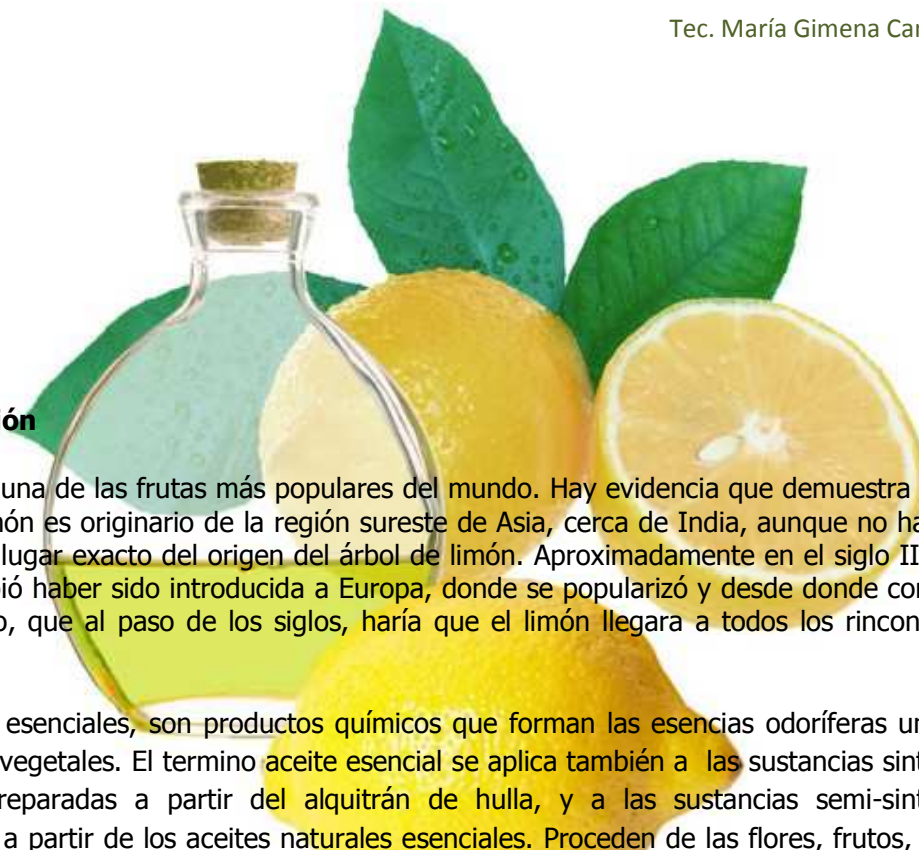 Tec. María Gimena Car
ión
una de las frutas más populares del mundo. Hay evidencia que demuestra
món es originario de la región sureste de Asia, cerca de India, aunque no ha
lugar exacto del origen del árbol de limón. Aproximadamente en el siglo II
bió haber sido introducida a Europa, donde se popularizó y desde donde con
o, que al paso de los siglos, haría que el limón llegara a todos los rincon
esenciales, son productos químicos que forman las esencias odoríferas un
vegetales. El termino aceite esencial se aplica también a las sustancias sint
reparadas a partir del alquitrán de hulla, y a las sustancias semi-sint
a partir de los aceites naturales esenciales. Proceden de las flores, frutos,